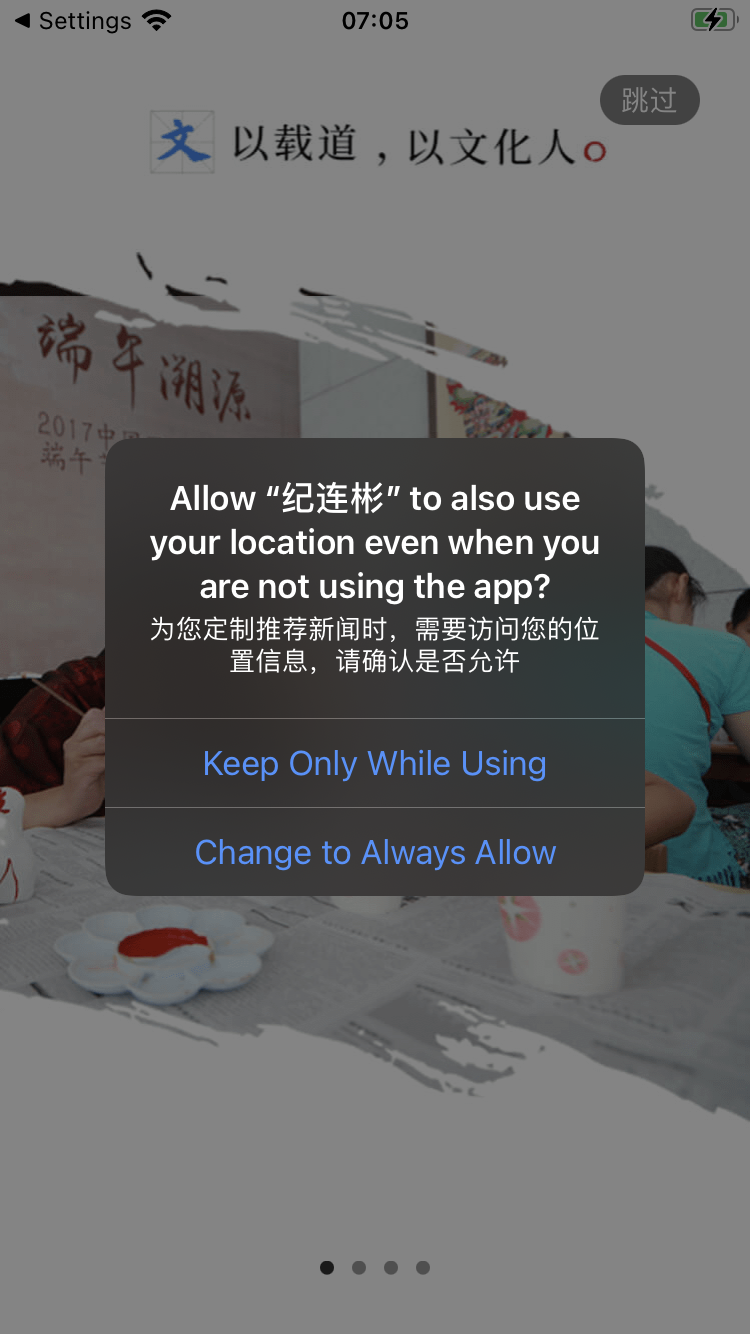 Settings
07:05
跳过
文以载道，以文化人。
端午溯源
2017中国
端午
Allow “纪连彬” to also use
your location even when you
are not using the app?
为您定制推荐新闻时，需要访问您的位
置信息，请确认是否允许
Keep Only While Using
Change to Always Allow